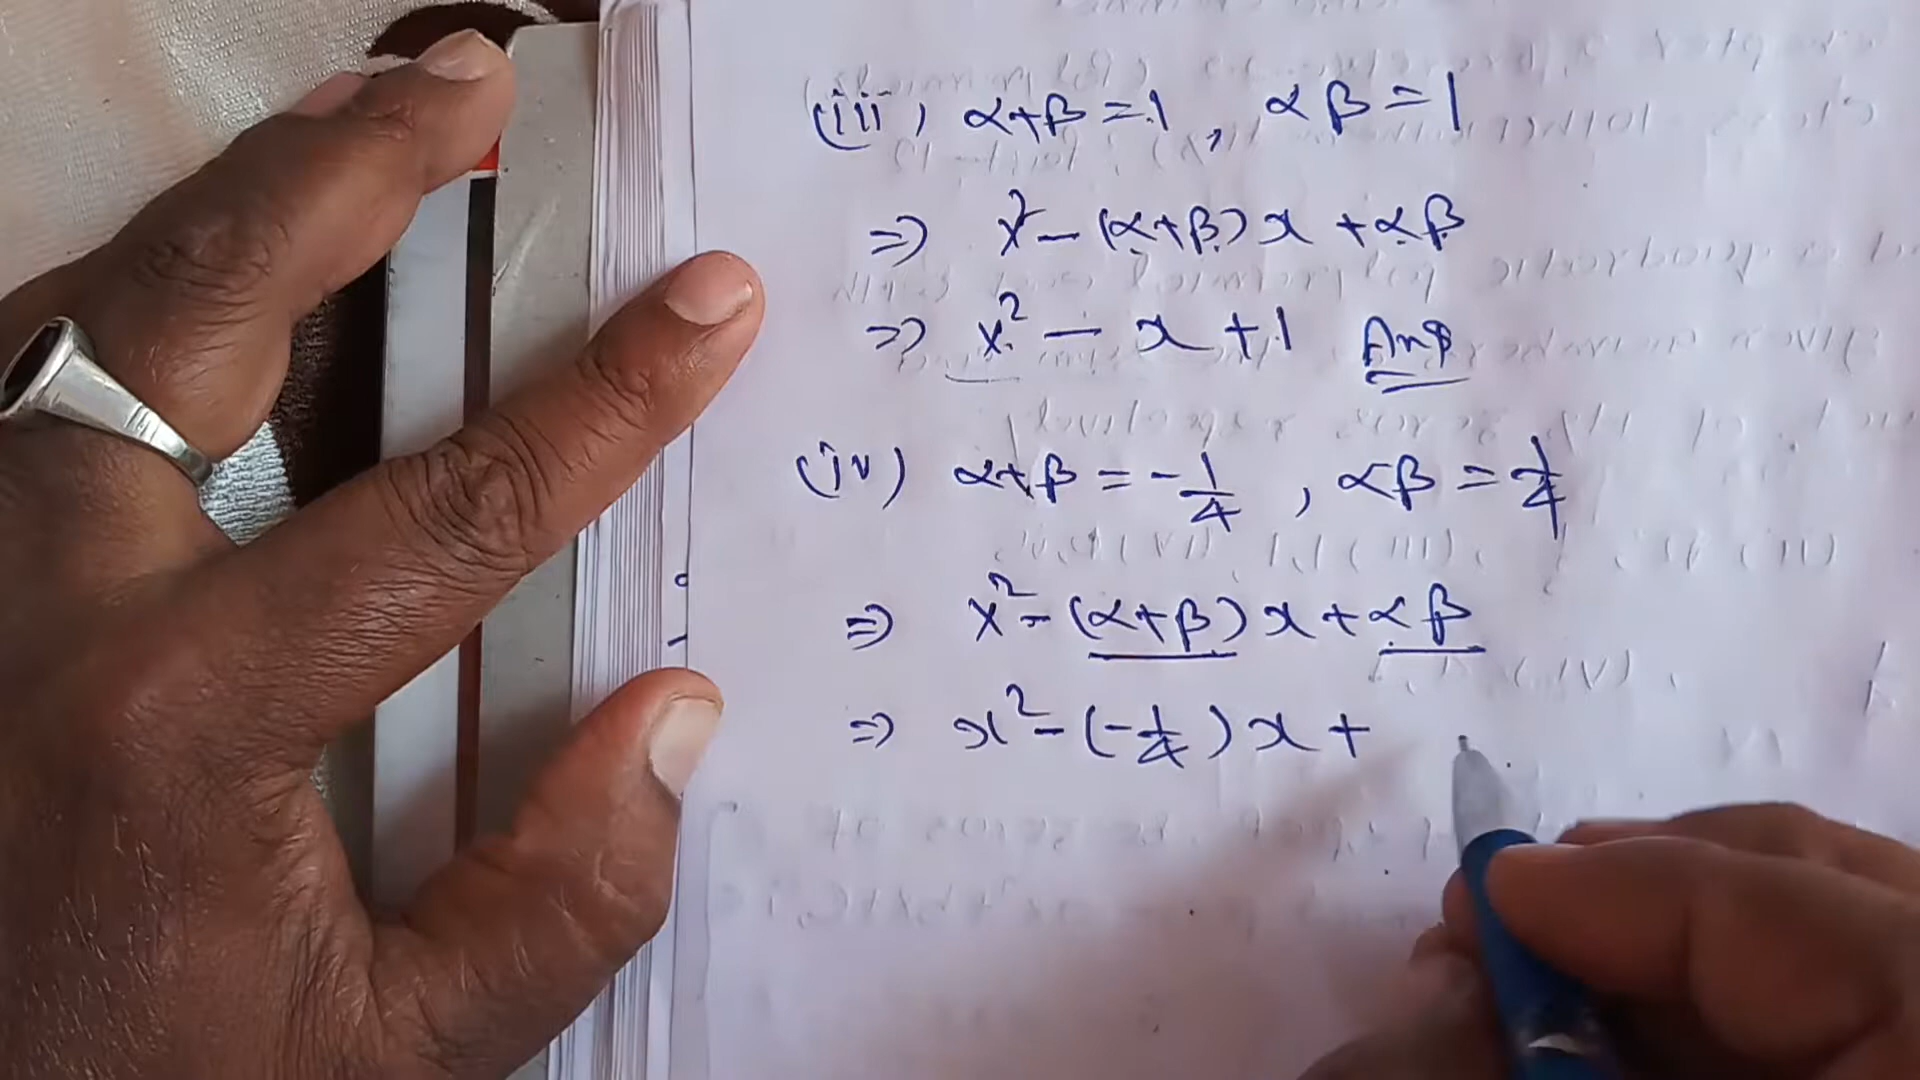 (iii) α+β=1, αβ=1
⇒ x²-(α+β)x+αβ
⇒ x²-x+1 Ans
(iv) α+β=-1/4, αβ=1/4
⇒ x²-(α+β)x+αβ
⇒ x²-(-1/4)x+